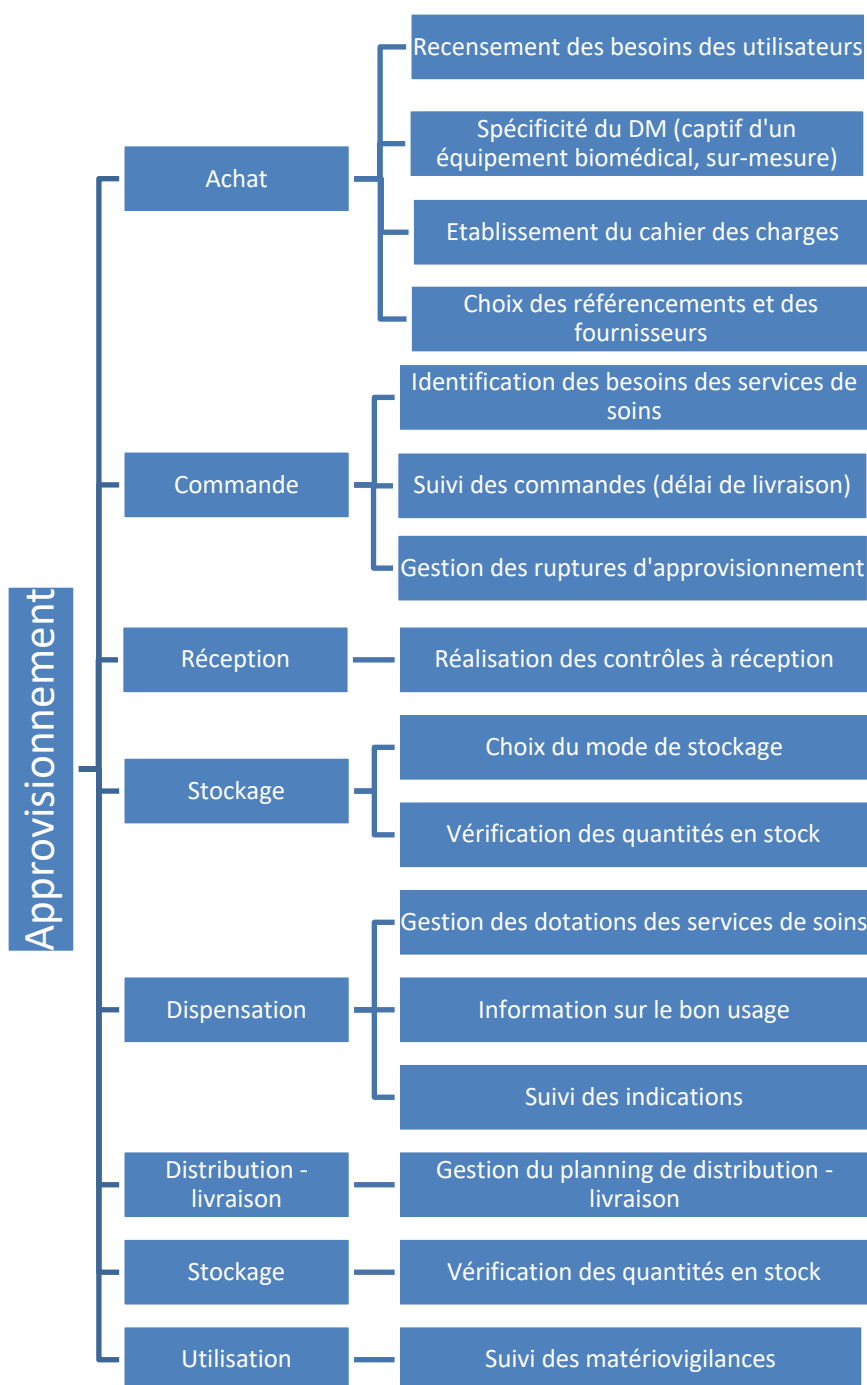 Approvisionnement
Achat
Recensement des besoins des utilisateurs
Spécificité du DM (captif d'un
équipement biomédical, sur-mesure)
Etablissement du cahier des charges
Choix des référencements et des
fournisseurs
Commande
Identification des besoins des services de
soins
Suivi des commandes (délai de livraison)
Gestion des ruptures d'approvisionnement
Réception
Réalisation des contrôles à réception
Stockage
Choix du mode de stockage
Vérification des quantités en stock
Dispensation
Gestion des dotations des services de soins
Information sur le bon usage
Suivi des indications
Distribution -
livraison
Gestion du planning de distribution -
livraison
Stockage
Vérification des quantités en stock
Utilisation
Suivi des matériovigilances